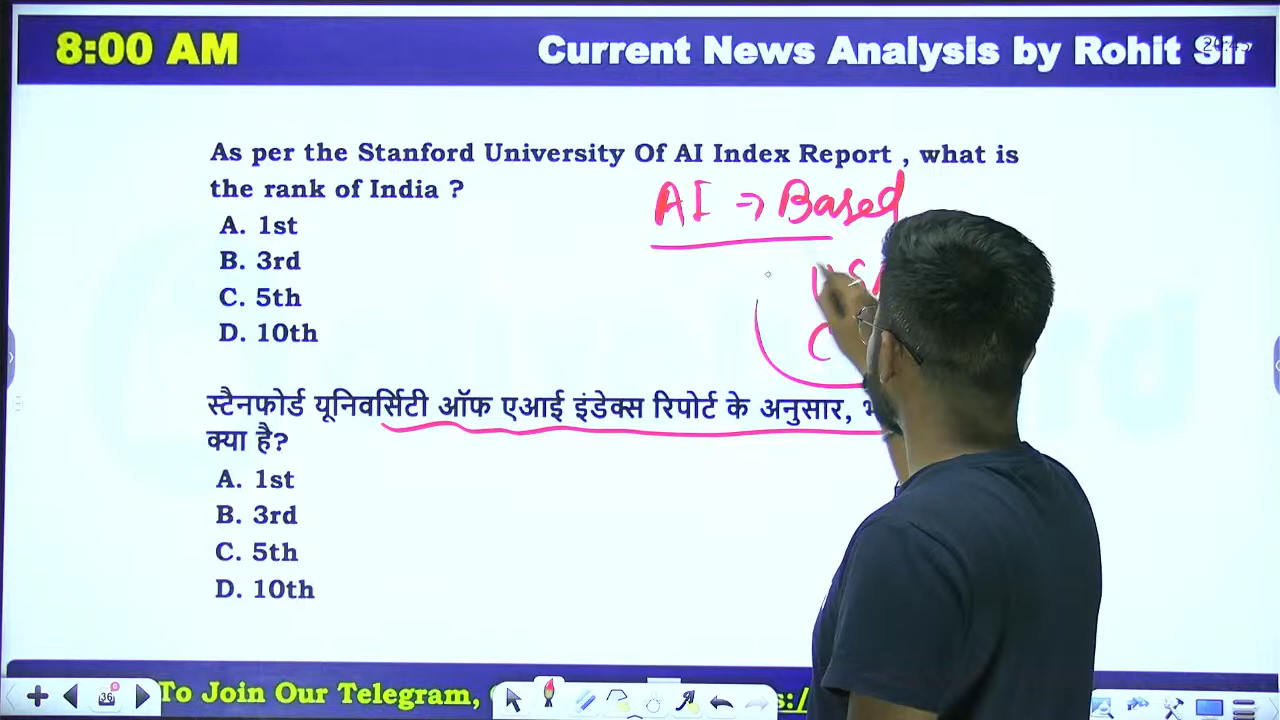 8:00 AM
Current News Analysis by Rohit Sir
As per the Stanford University Of AI Index Report , what is
the rank of India ?
AI → Based
USA
C
A. 1st
B. 3rd
C. 5th
D. 10th
स्टैनफोर्ड यूनिवर्सिटी ऑफ एआई इंडेक्स रिपोर्ट के अनुसार,
क्या है?
A. 1st
B. 3rd
C. 5th
D. 10th
36
To Join Our Telegram,